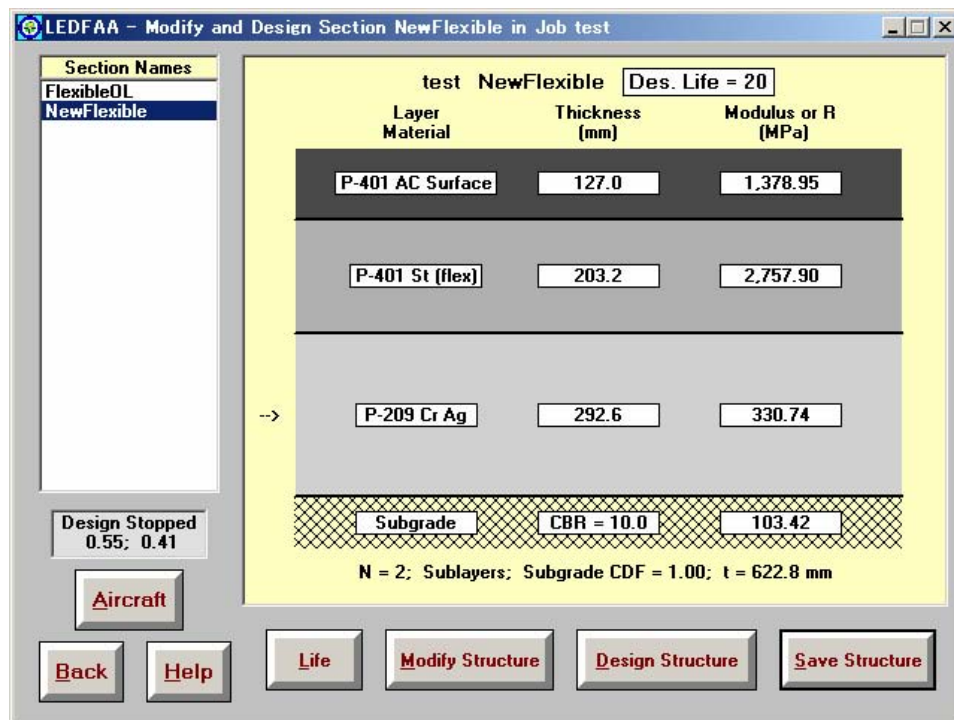 LEDFAA - Modify and Design Section NewFlexible in Job test
Section Names
FlexibleOL
NewFlexible
test NewFlexible Des. Life = 20
Layer Material Thickness (mm) Modulus or R (MPa)
P-401 AC Surface 127.0 1,378.95
P-401 St (flex) 203.2 2,757.90
--> P-209 Cr Ag 292.6 330.74
Subgrade CBR = 10.0 103.42
N = 2; Sublayers; Subgrade CDF = 1.00; t = 622.8 mm
Design Stopped
0.55; 0.41
Aircraft
Back Help Life Modify Structure Design Structure Save Structure